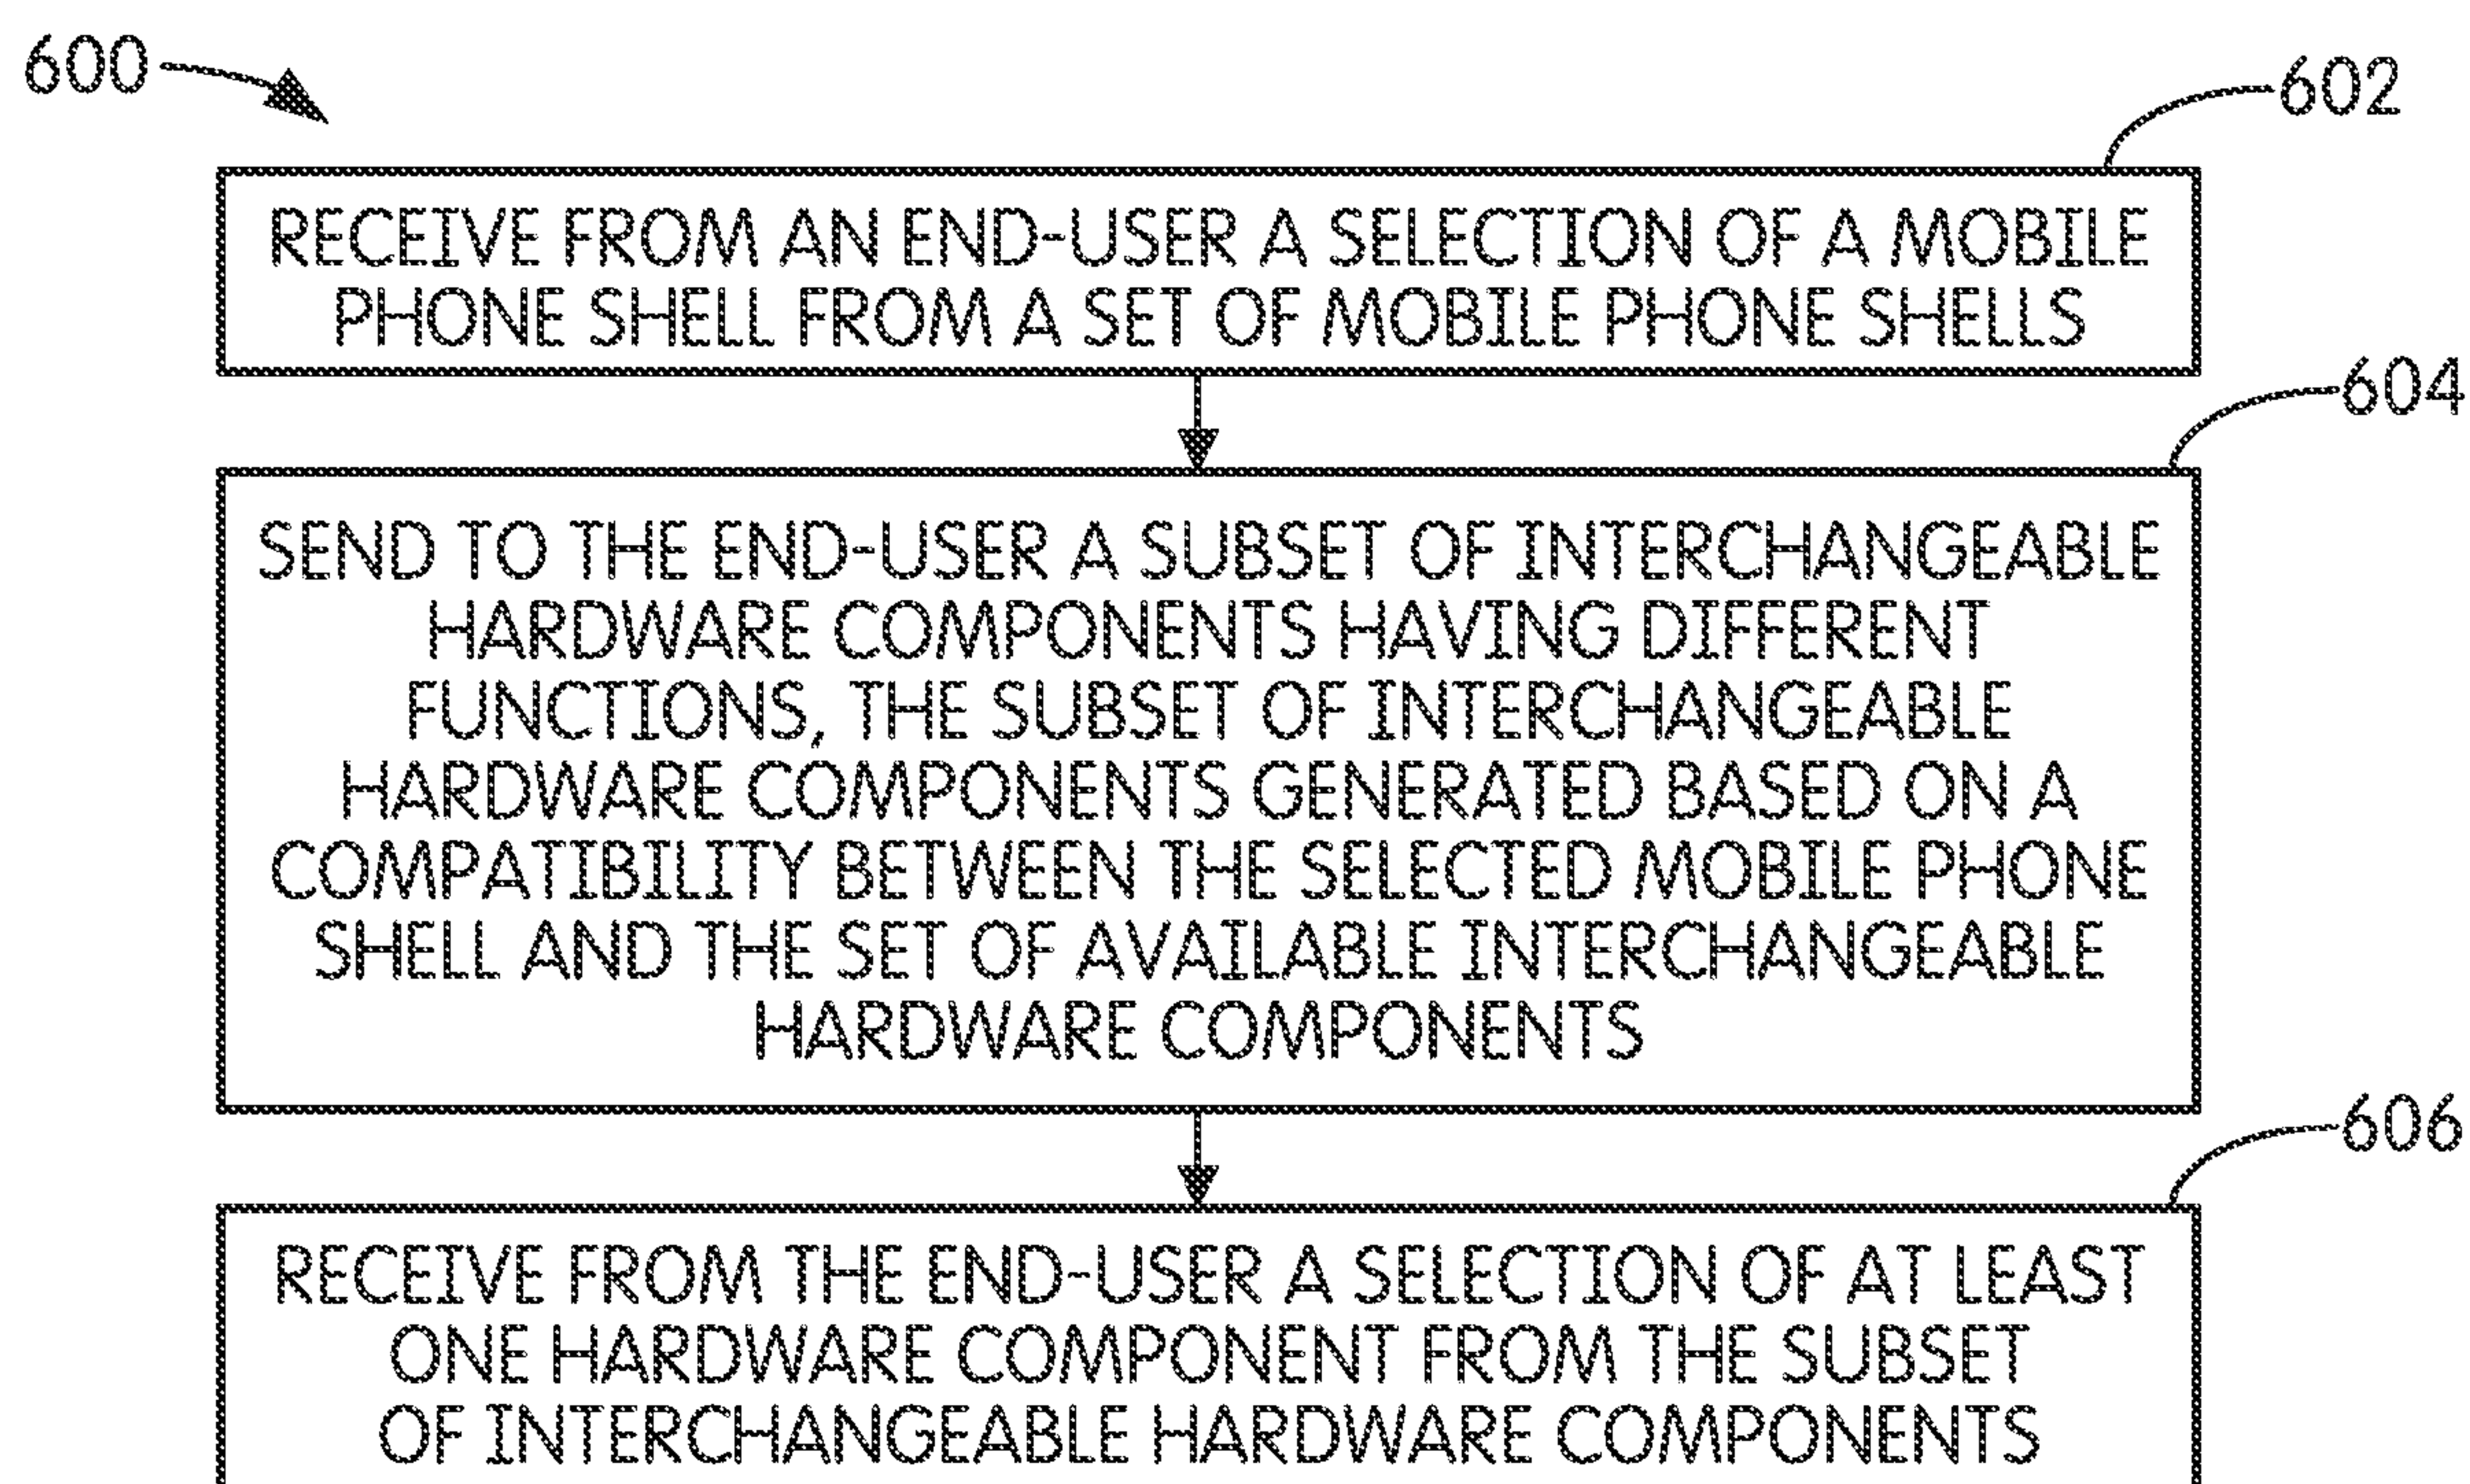 600
602
RECEIVE FROM AN END-USER A SELECTION OF A MOBILE
PHONE SHELL FROM A SET OF MOBILE PHONE SHELLS
604
SEND TO THE END-USER A SUBSET OF INTERCHANGEABLE
HARDWARE COMPONENTS HAVING DIFFERENT
FUNCTIONS, THE SUBSET OF INTERCHANGEABLE
HARDWARE COMPONENTS GENERATED BASED ON A
COMPATIBILITY BETWEEN THE SELECTED MOBILE PHONE
SHELL AND THE SET OF AVAILABLE INTERCHANGEABLE
HARDWARE COMPONENTS
606
RECEIVE FROM THE END-USER A SELECTION OF AT LEAST
ONE HARDWARE COMPONENT FROM THE SUBSET
OF INTERCHANGEABLE HARDWARE COMPONENTS